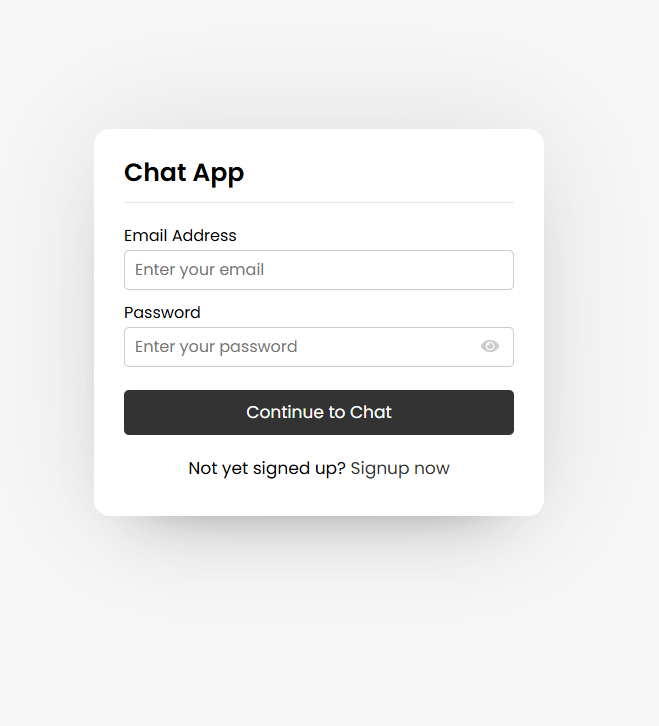 Chat App
Email Address
Enter your email
Password
Enter your password
Continue to Chat
Not yet signed up? Signup now